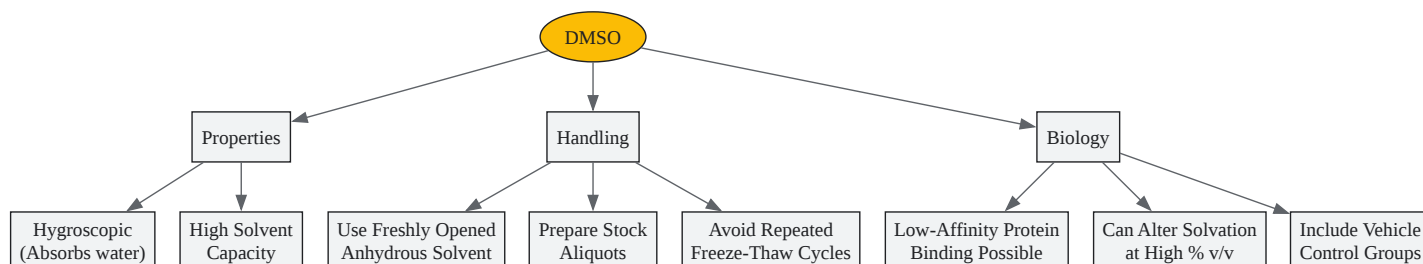 DMSO
Properties
Handling
Biology
Hygroscopic
(Absorbs water)
High Solvent
Capacity
Use Freshly Opened
Anhydrous Solvent
Prepare Stock
Aliquots
Avoid Repeated
Freeze-Thaw Cycles
Low-Affinity Protein
Binding Possible
Can Alter Solvation
at High % v/v
Include Vehicle
Control Groups